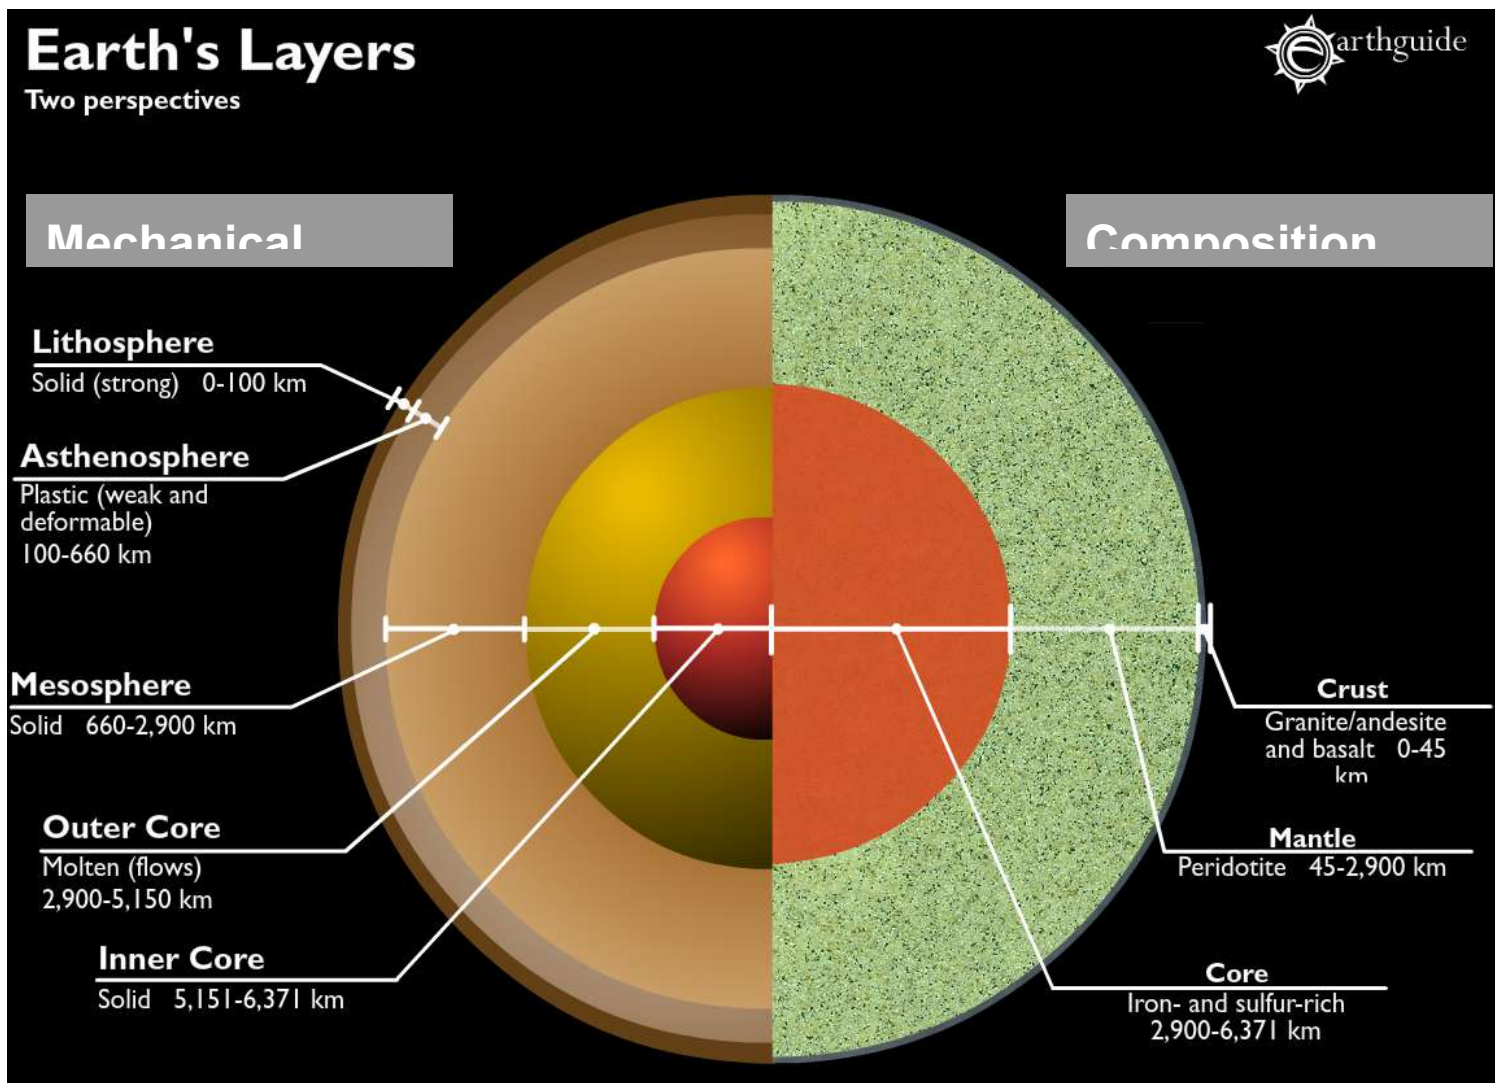 Earth's Layers
Two perspectives
earthguide
Mechanical
Composition
Lithosphere
Solid (strong) 0-100 km
Asthenosphere
Plastic (weak and
deformable)
100-660 km
Mesosphere
Solid 660-2,900 km
Outer Core
Molten (flows)
2,900-5,150 km
Inner Core
Solid 5,151-6,371 km
Crust
Granite/andesite
and basalt 0-45
km
Mantle
Peridotite 45-2,900 km
Core
Iron- and sulfur-rich
2,900-6,371 km